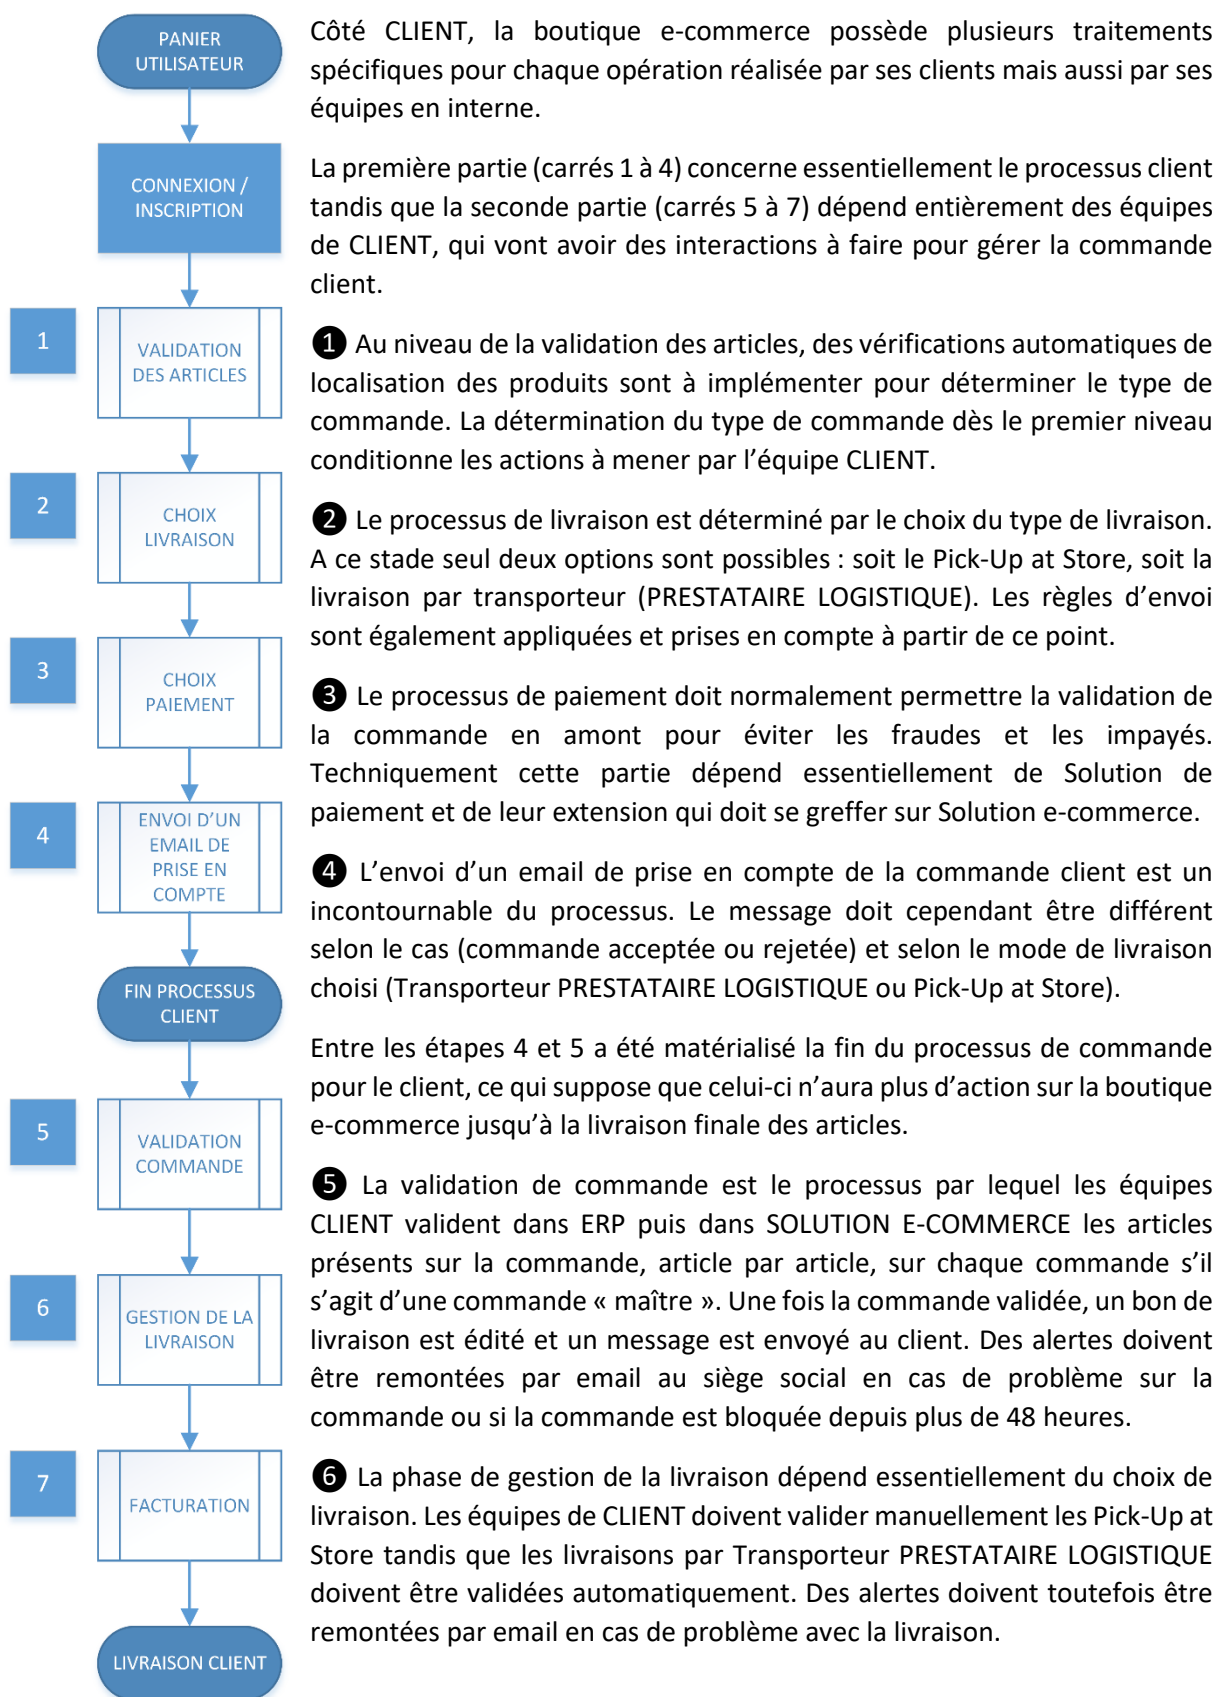 PANIER
UTILISATEUR
CONNEXION /
INSCRIPTION
1
VALIDATION
DES ARTICLES
2
CHOIX
LIVRAISON
3
CHOIX
PAIEMENT
4
ENVOI D’UN
EMAIL DE
PRISE EN
COMPTE
FIN PROCESSUS
CLIENT
5
VALIDATION
COMMANDE
6
GESTION DE LA
LIVRAISON
7
FACTURATION
LIVRAISON CLIENT
Côté CLIENT, la boutique e-commerce possède plusieurs traitements
spécifiques pour chaque opération réalisée par ses clients mais aussi par ses
équipes en interne.
La première partie (carrés 1 à 4) concerne essentiellement le processus client
tandis que la seconde partie (carrés 5 à 7) dépend entièrement des équipes
de CLIENT, qui vont avoir des interactions à faire pour gérer la commande
client.
❶ Au niveau de la validation des articles, des vérifications automatiques de
localisation des produits sont à implémenter pour déterminer le type de
commande. La détermination du type de commande dès le premier niveau
conditionne les actions à mener par l’équipe CLIENT.
❷ Le processus de livraison est déterminé par le choix du type de livraison.
A ce stade seul deux options sont possibles : soit le Pick-Up at Store, soit la
livraison par transporteur (PRESTATAIRE LOGISTIQUE). Les règles d’envoi
sont également appliquées et prises en compte à partir de ce point.
❸ Le processus de paiement doit normalement permettre la validation de
la commande en amont pour éviter les fraudes et les impayés.
Techniquement cette partie dépend essentiellement de Solution de
paiement et de leur extension qui doit se greffer sur Solution e-commerce.
❹ L’envoi d’un email de prise en compte de la commande client est un
incontournable du processus. Le message doit cependant être différent
selon le cas (commande acceptée ou rejetée) et selon le mode de livraison
choisi (Transporteur PRESTATAIRE LOGISTIQUE ou Pick-Up at Store).
Entre les étapes 4 et 5 a été matérialisé la fin du processus de commande
pour le client, ce qui suppose que celui-ci n’aura plus d’action sur la boutique
e-commerce jusqu’à la livraison finale des articles.
❺ La validation de commande est le processus par lequel les équipes
CLIENT valident dans ERP puis dans SOLUTION E-COMMERCE les articles
présents sur la commande, article par article, sur chaque commande s’il
s’agit d’une commande « maître ». Une fois la commande validée, un bon de
livraison est édité et un message est envoyé au client. Des alertes doivent
être remontées par email au siège social en cas de problème sur la
commande ou si la commande est bloquée depuis plus de 48 heures.
❻ La phase de gestion de la livraison dépend essentiellement du choix de
livraison. Les équipes de CLIENT doivent valider manuellement les Pick-Up at
Store tandis que les livraisons par Transporteur PRESTATAIRE LOGISTIQUE
doivent être validées automatiquement. Des alertes doivent toutefois être
remontées par email en cas de problème avec la livraison.